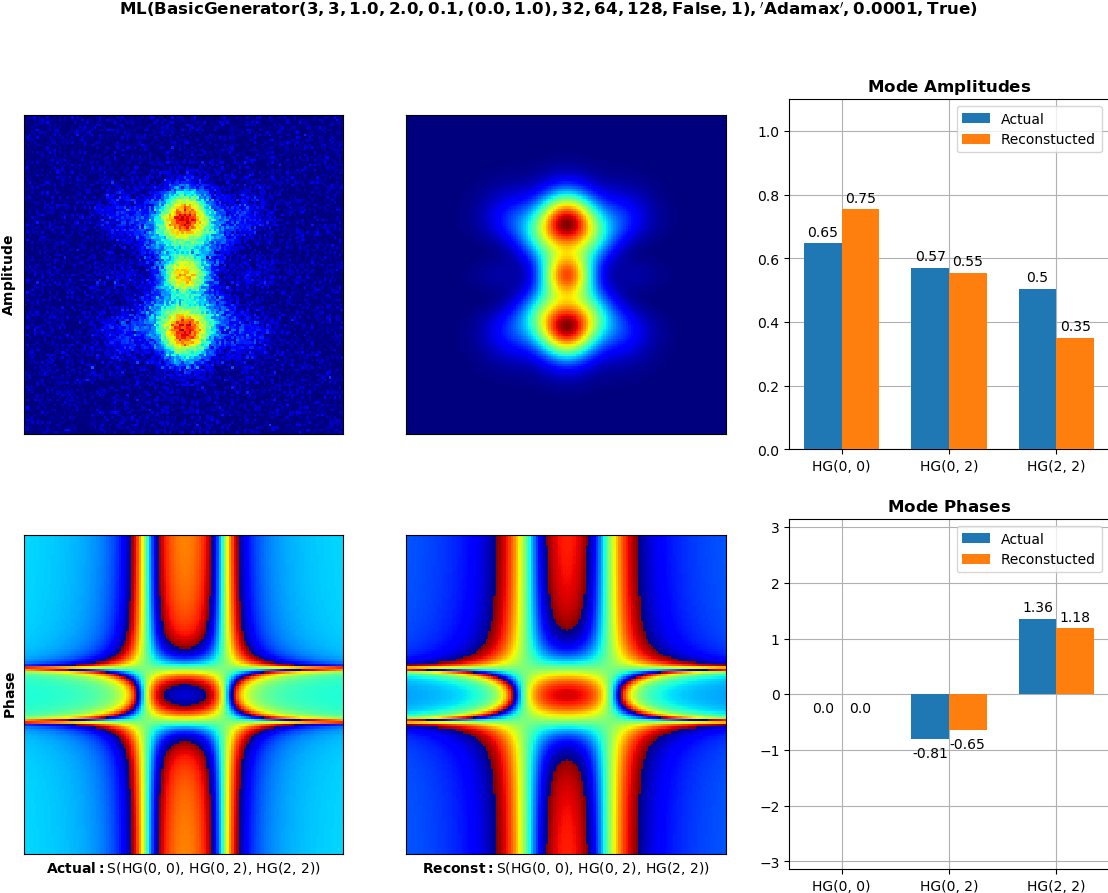 ML(BasicGenerator(3, 3, 1.0, 2.0, 0.1, (0.0, 1.0), 32, 64, 128, False, 1), 'Adamax', 0.0001, True)
Amplitude
Mode Amplitudes
Actual
Reconstucted
1.0
0.8
0.6
0.4
0.2
0.0
0.65
0.75
0.57
0.55
0.5
0.35
HG(0, 0)
HG(0, 2)
HG(2, 2)
Phase
Actual: S(HG(0, 0), HG(0, 2), HG(2, 2))
Reconst: S(HG(0, 0), HG(0, 2), HG(2, 2))
Mode Phases
Actual
Reconstucted
3
2
1
0
−1
−2
−3
0.0
0.0
-0.81
-0.65
1.36
1.18
HG(0, 0)
HG(0, 2)
HG(2, 2)